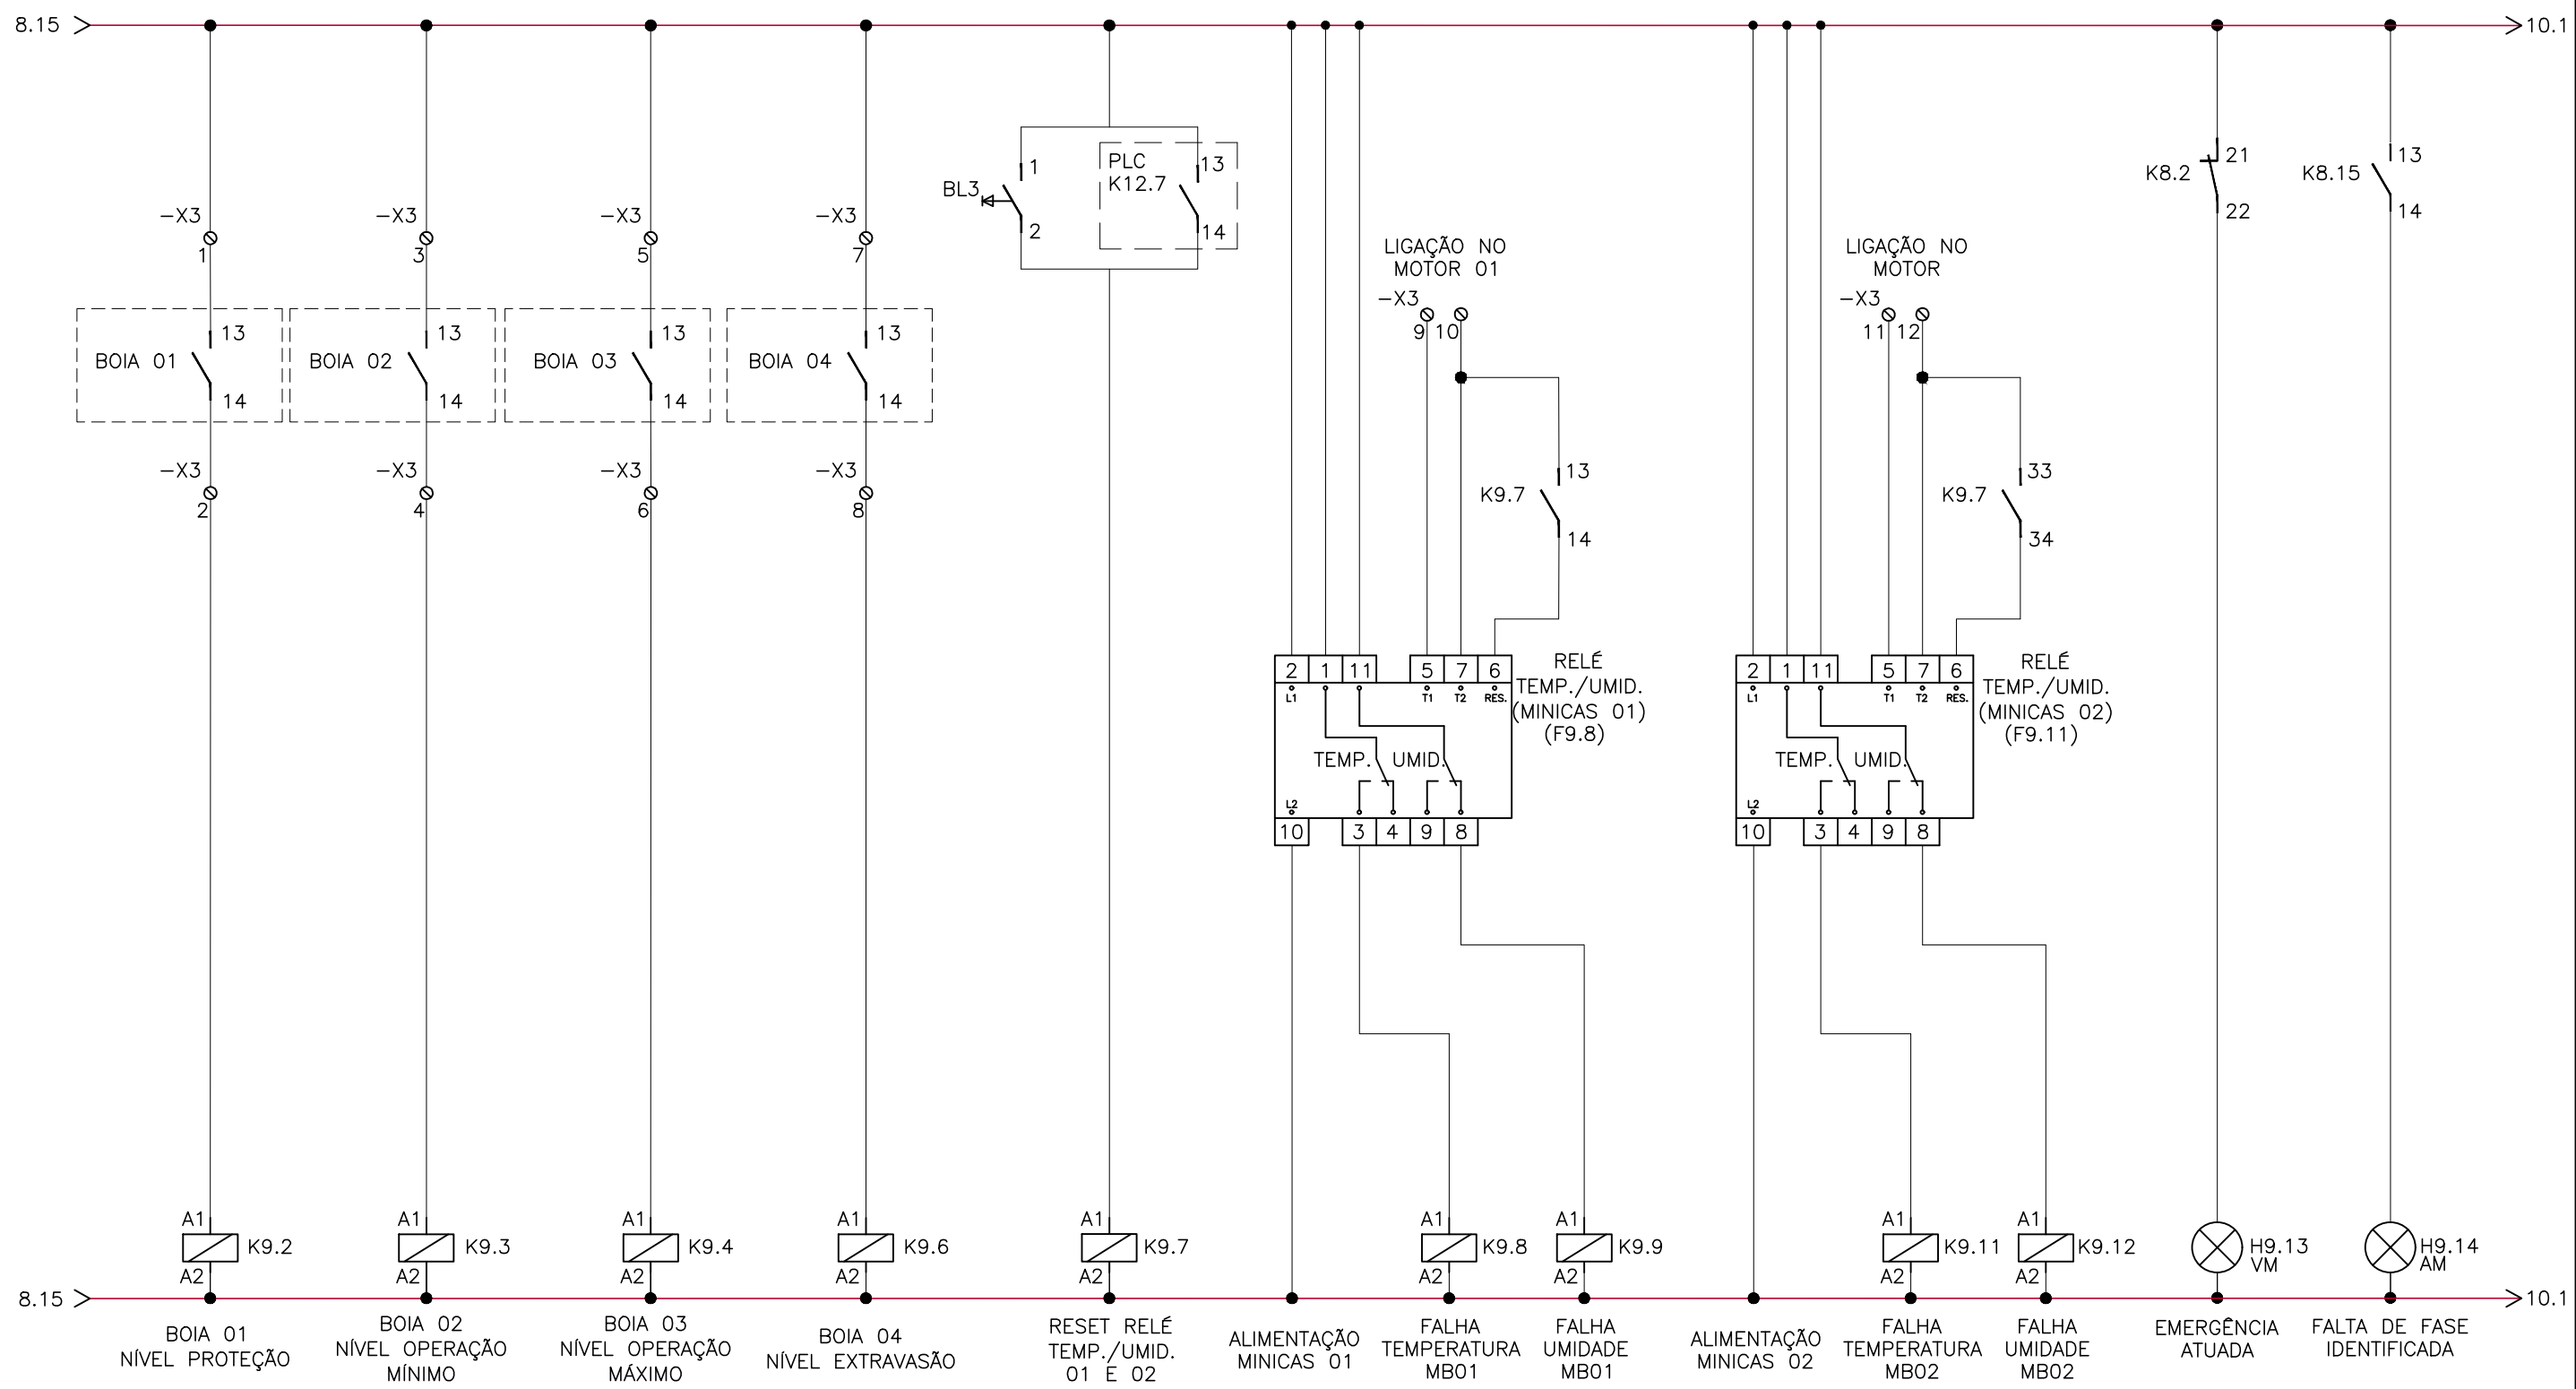 8.15
10.1
-X3
1
BOIA 01
13
14
-X3
2
A1
K9.2
A2
BOIA 01
NÍVEL PROTEÇÃO
-X3
3
BOIA 02
13
14
-X3
4
A1
K9.3
A2
BOIA 02
NÍVEL OPERAÇÃO
MÍNIMO
-X3
5
BOIA 03
13
14
-X3
6
A1
K9.4
A2
BOIA 03
NÍVEL OPERAÇÃO
MÁXIMO
-X3
7
BOIA 04
13
14
-X3
8
A1
K9.6
A2
BOIA 04
NÍVEL EXTRAVASÃO
BL3
1
2
PLC
K12.7
13
14
A1
K9.7
A2
RESET RELÉ
TEMP./UMID.
01 E 02
LIGAÇÃO NO
MOTOR 01
-X3
9 10
13
K9.7
14
2 1 11 5 7 6
L1 T1 T2 RES.
RELÉ
TEMP./UMID.
(MINICAS 01)
(F9.8)
TEMP. UMID.
L2
10 3 4 9 8
ALIMENTAÇÃO
MINICAS 01
A1
K9.8
A2
FALHA
TEMPERATURA
MB01
A1
K9.9
A2
FALHA
UMIDADE
MB01
LIGAÇÃO NO
MOTOR
-X3
11 12
33
K9.7
34
2 1 11 5 7 6
L1 T1 T2 RES.
RELÉ
TEMP./UMID.
(MINICAS 02)
(F9.11)
TEMP. UMID.
L2
10 3 4 9 8
ALIMENTAÇÃO
MINICAS 02
A1
K9.11
A2
FALHA
TEMPERATURA
MB02
A1
K9.12
A2
FALHA
UMIDADE
MB02
21
K8.2
22
H9.13
VM
EMERGÊNCIA
ATUADA
13
K8.15
14
H9.14
AM
FALTA DE FASE
IDENTIFICADA
8.15
10.1